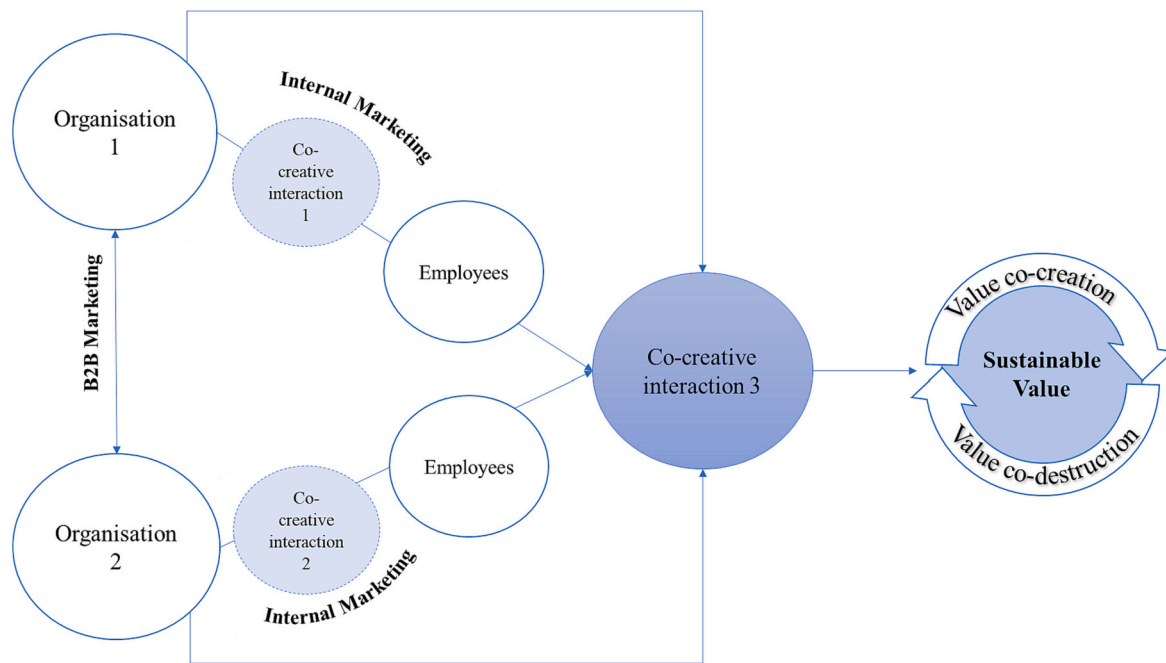 Organisation
1
Internal Marketing
Co-
creative
interaction
1
Employees
B2B Marketing
Co-creative
interaction 3
Value co-creation
Sustainable
Value
Value co-destruction
Employees
Co-
creative
interaction
2
Organisation
2
Internal Marketing